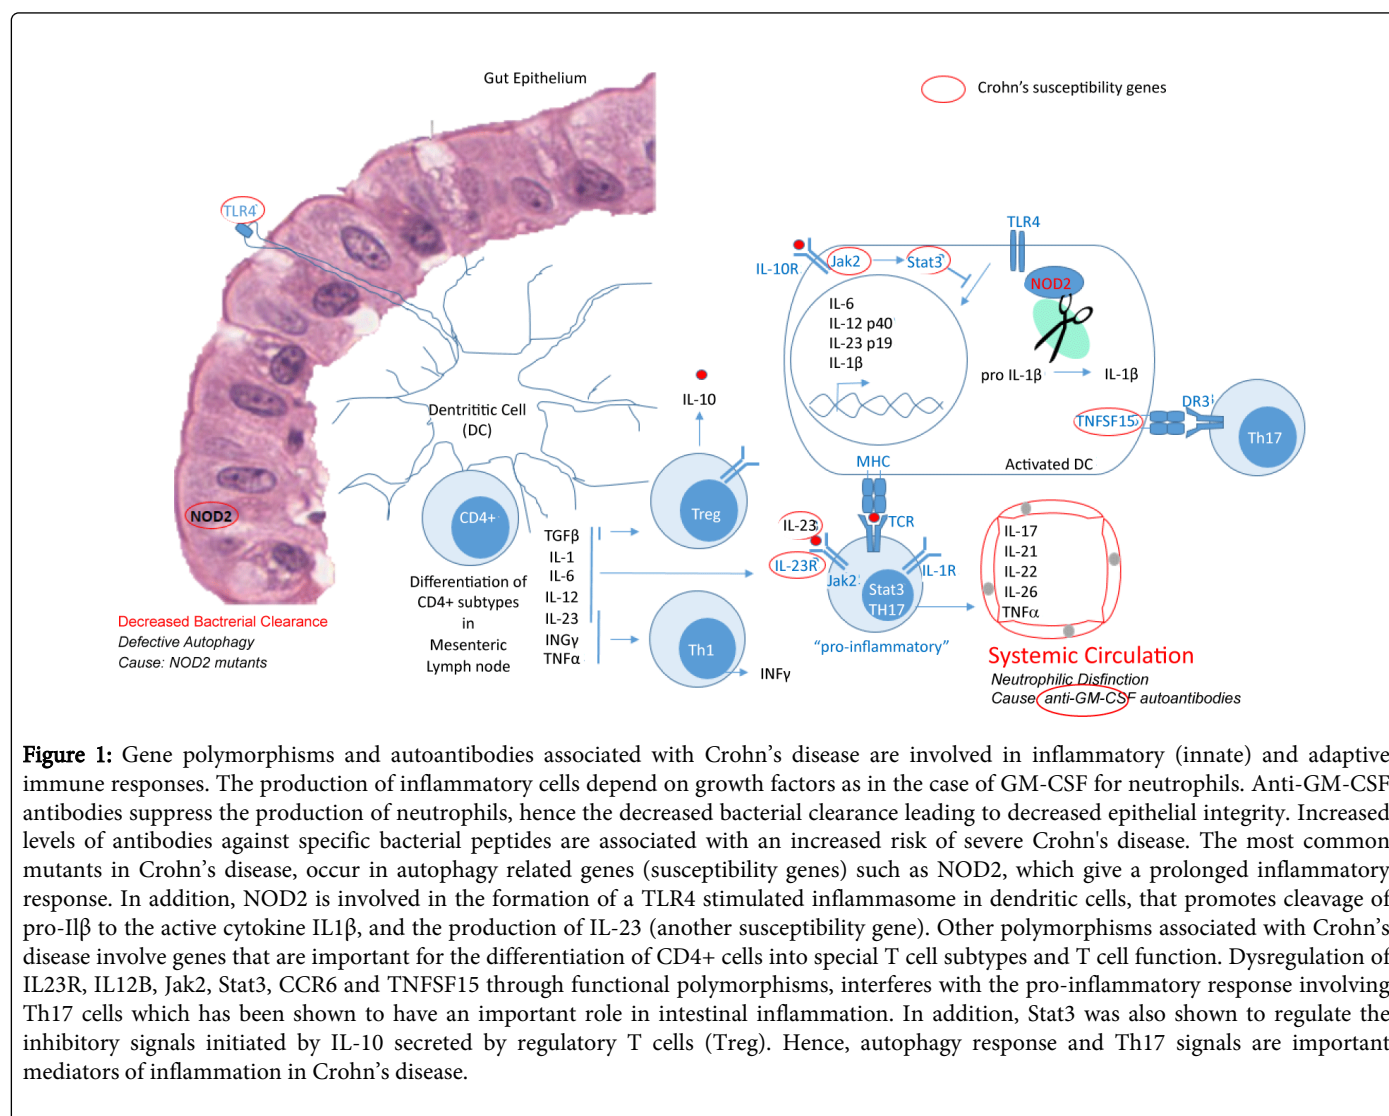 Gut Epithelium
Crohn's susceptibility genes
TLR4
TLR4
IL-10R
Jak2
Stat3
NOD2
IL-6
IL-12 p40
IL-23 p19
IL-1β
pro IL-1β
IL-1β
IL-10
Dentrititic Cell
(DC)
TNFSF15
DR3
Th17
Activated DC
MHC
NOD2
CD4+
Treg
TGFβ
IL-1
IL-6
IL-12
IL-23
INGγ
TNFα
IL-23
TCR
IL-23R
Jak2
IL-1R
Stat3
TH17
IL-17
IL-21
IL-22
IL-26
TNFα
Differentiation of
CD4+ subtypes
in
Mesenteric
Lymph node
Th1
INFγ
"pro-inflammatory"
Decreased Bactrerial Clearance
Defective Autophagy
Cause: NOD2 mutants
Systemic Circulation
Neutrophilic Disfinction
Cause anti-GM-CSF autoantibodies
Figure 1: Gene polymorphisms and autoantibodies associated with Crohn's disease are involved in inflammatory (innate) and adaptive
immune responses. The production of inflammatory cells depend on growth factors as in the case of GM-CSF for neutrophils. Anti-GM-CSF
antibodies suppress the production of neutrophils, hence the decreased bacterial clearance leading to decreased epithelial integrity. Increased
levels of antibodies against specific bacterial peptides are associated with an increased risk of severe Crohn's disease. The most common
mutants in Crohn's disease, occur in autophagy related genes (susceptibility genes) such as NOD2, which give a prolonged inflammatory
response. In addition, NOD2 is involved in the formation of a TLR4 stimulated inflammasome in dendritic cells, that promotes cleavage of
pro-Ilβ to the active cytokine IL1β, and the production of IL-23 (another susceptibility gene). Other polymorphisms associated with Crohn's
disease involve genes that are important for the differentiation of CD4+ cells into special T cell subtypes and T cell function. Dysregulation of
IL23R, IL12B, Jak2, Stat3, CCR6 and TNFSF15 through functional polymorphisms, interferes with the pro-inflammatory response involving
Th17 cells which has been shown to have an important role in intestinal inflammation. In addition, Stat3 was also shown to regulate the
inhibitory signals initiated by IL-10 secreted by regulatory T cells (Treg). Hence, autophagy response and Th17 signals are important
mediators of inflammation in Crohn's disease.